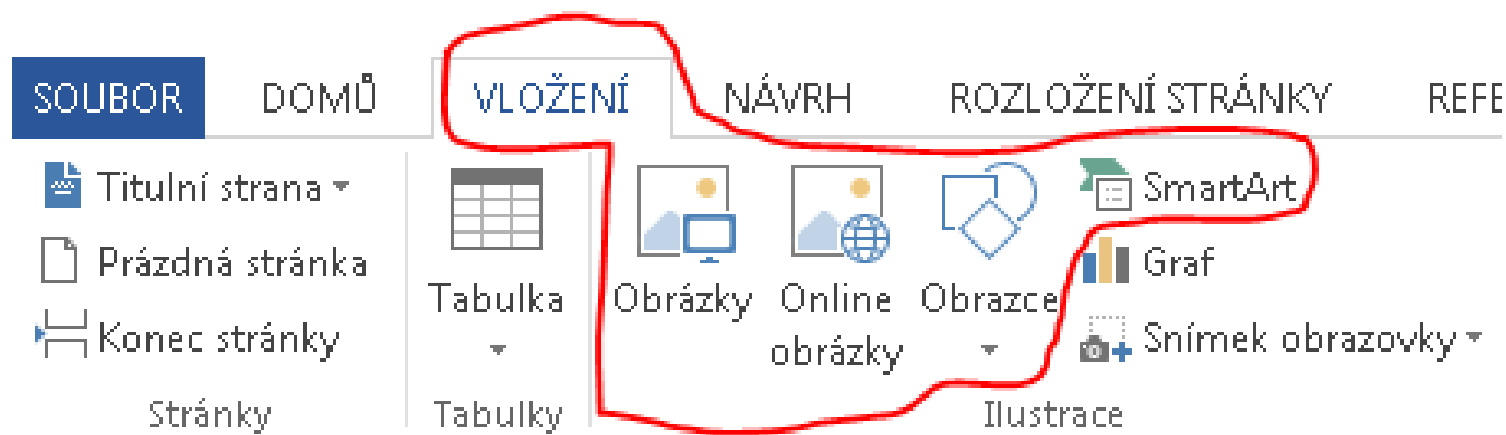 SOUBOR DOMŮ VLOŽENÍ NÁVRH ROZLOŽENÍ STRÁNKY REFE
Titulní strana
Prázdná stránka
Konec stránky
Stránky
Tabulka
Tabulky
Obrázky
Online
obrázky
Obrazce
SmartArt
Graf
Snímek obrazovky
Ilustrace